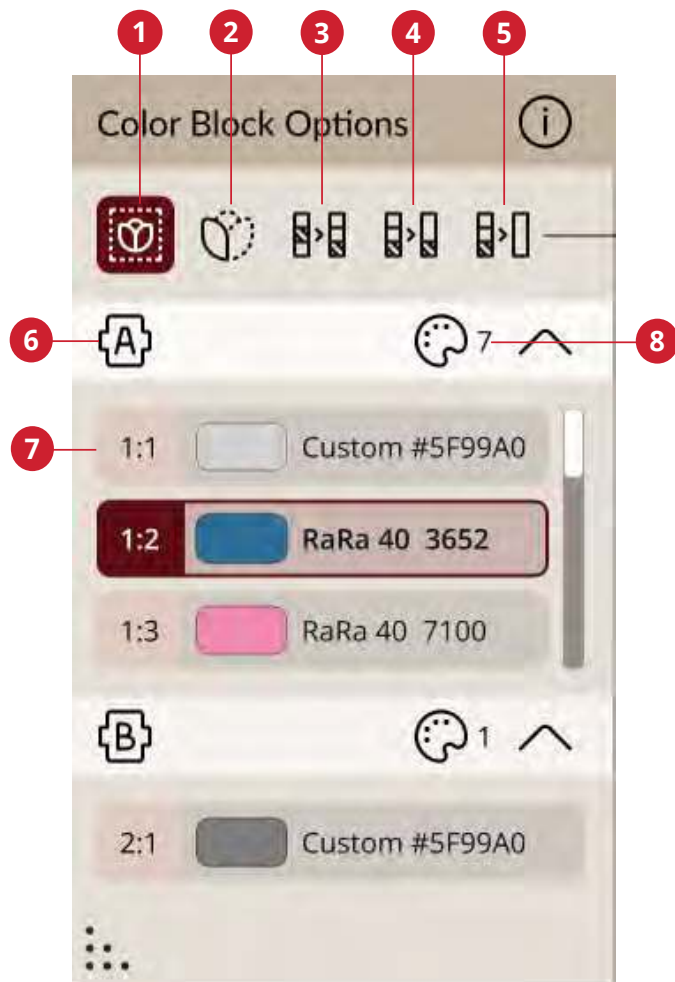 1 2 3 4 5
Color Block Options i
6 A 7 8
7 1:1 Custom #5F99A0
1:2 RaRa 40 3652
1:3 RaRa 40 7100
B 1
2:1 Custom #5F99A0